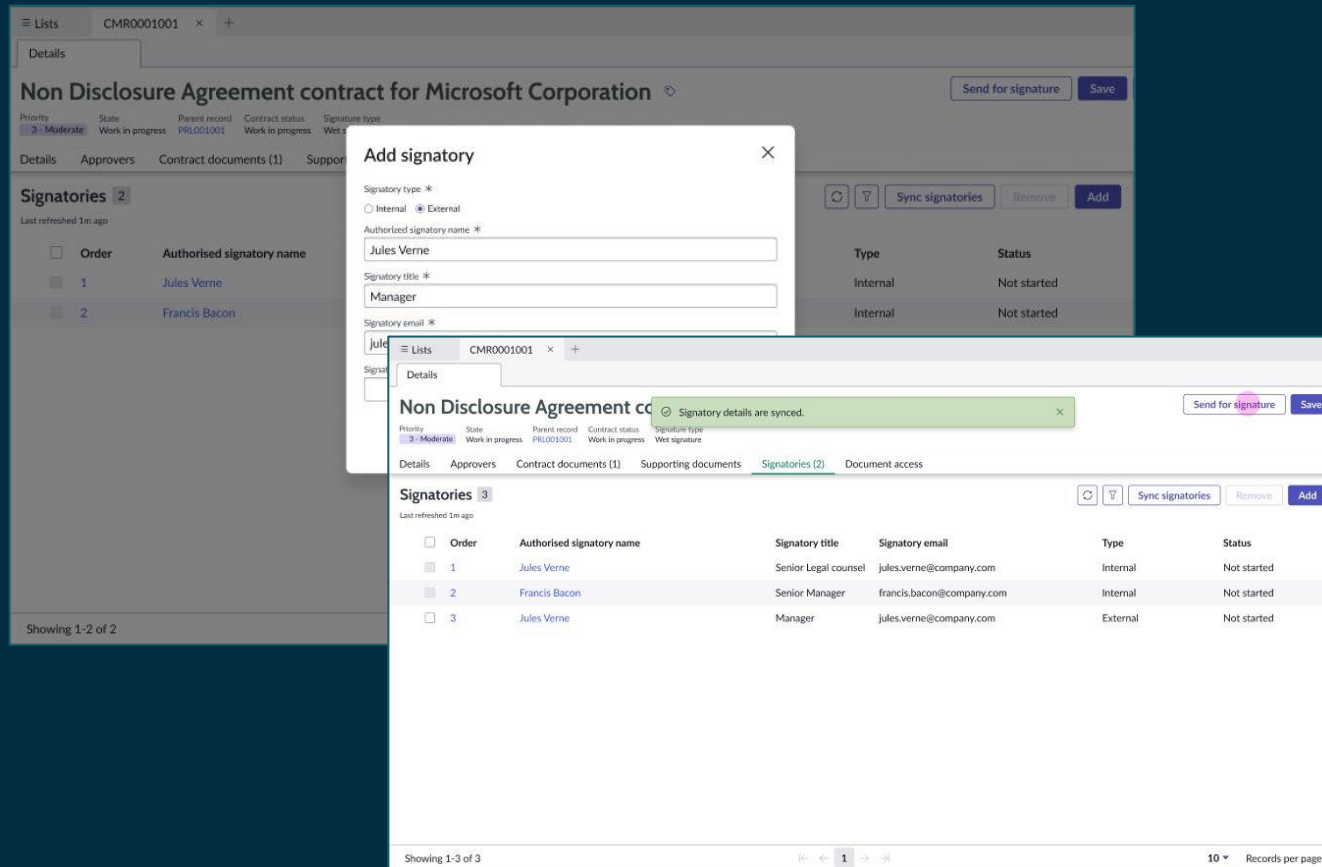 Lists CMR0001001 × +
Details
Non Disclosure Agreement contract for Microsoft Corporation
Send for signature Save
Priority State Parent record Contract status Signature type
3 - Moderate Work in progress PRL001001 Work in progress
Details Approvers Contract documents (1)
Signatories 2
Sync signatories Remove Add
Last refreshed 1m ago
Order Authorised signatory name Type Status
1 Jules Verne Internal Not started
2 Francis Bacon Internal Not started
Showing 1-2 of 2
Add signatory
Signatory type *
Internal External
Authorized signatory name *
Jules Verne
Signatory title *
Manager
Signatory email *
Lists CMR0001001 × +
Details
Non Disclosure Agreement
Signatory details are synced. ×
Send for signature Save
Priority State Parent record Contract status Signature type
3 - Moderate Work in progress PRL001001 Work in progress Wet signature
Details Approvers Contract documents (1) Supporting documents Signatories (2) Document access
Signatories 3
Sync signatories Remove Add
Last refreshed 1m ago
Order Authorised signatory name Signatory title Signatory email Type Status
1 Jules Verne Senior Legal counsel jules.verne@company.com Internal Not started
2 Francis Bacon Senior Manager francis.bacon@company.com Internal Not started
3 Jules Verne Manager jules.verne@company.com External Not started
Showing 1-3 of 3 1 10 Records per page